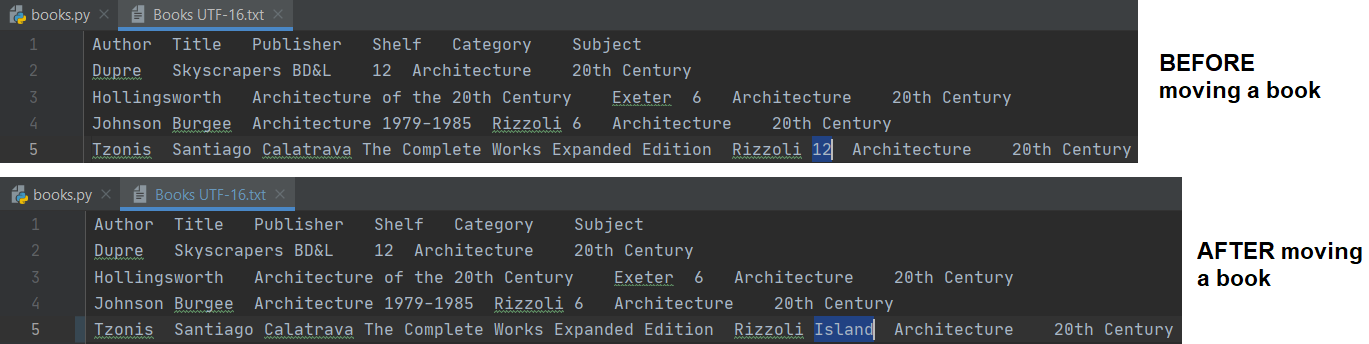 books.py Books UTF-16.txt
1 Author Title Publisher Shelf Category Subject
2 Dupre Skyscrapers BD&L 12 Architecture 20th Century
3 Hollingsworth Architecture of the 20th Century Exeter 6 Architecture 20th Century
4 Johnson Burgee Architecture 1979-1985 Rizzoli 6 Architecture 20th Century
5 Tzonis Santiago Calatrava The Complete Works Expanded Edition Rizzoli 12 Architecture 20th Century
BEFORE
moving a book
books.py Books UTF-16.txt
1 Author Title Publisher Shelf Category Subject
2 Dupre Skyscrapers BD&L 12 Architecture 20th Century
3 Hollingsworth Architecture of the 20th Century Exeter 6 Architecture 20th Century
4 Johnson Burgee Architecture 1979-1985 Rizzoli 6 Architecture 20th Century
5 Tzonis Santiago Calatrava The Complete Works Expanded Edition Rizzoli Island Architecture 20th Century
AFTER moving
a book